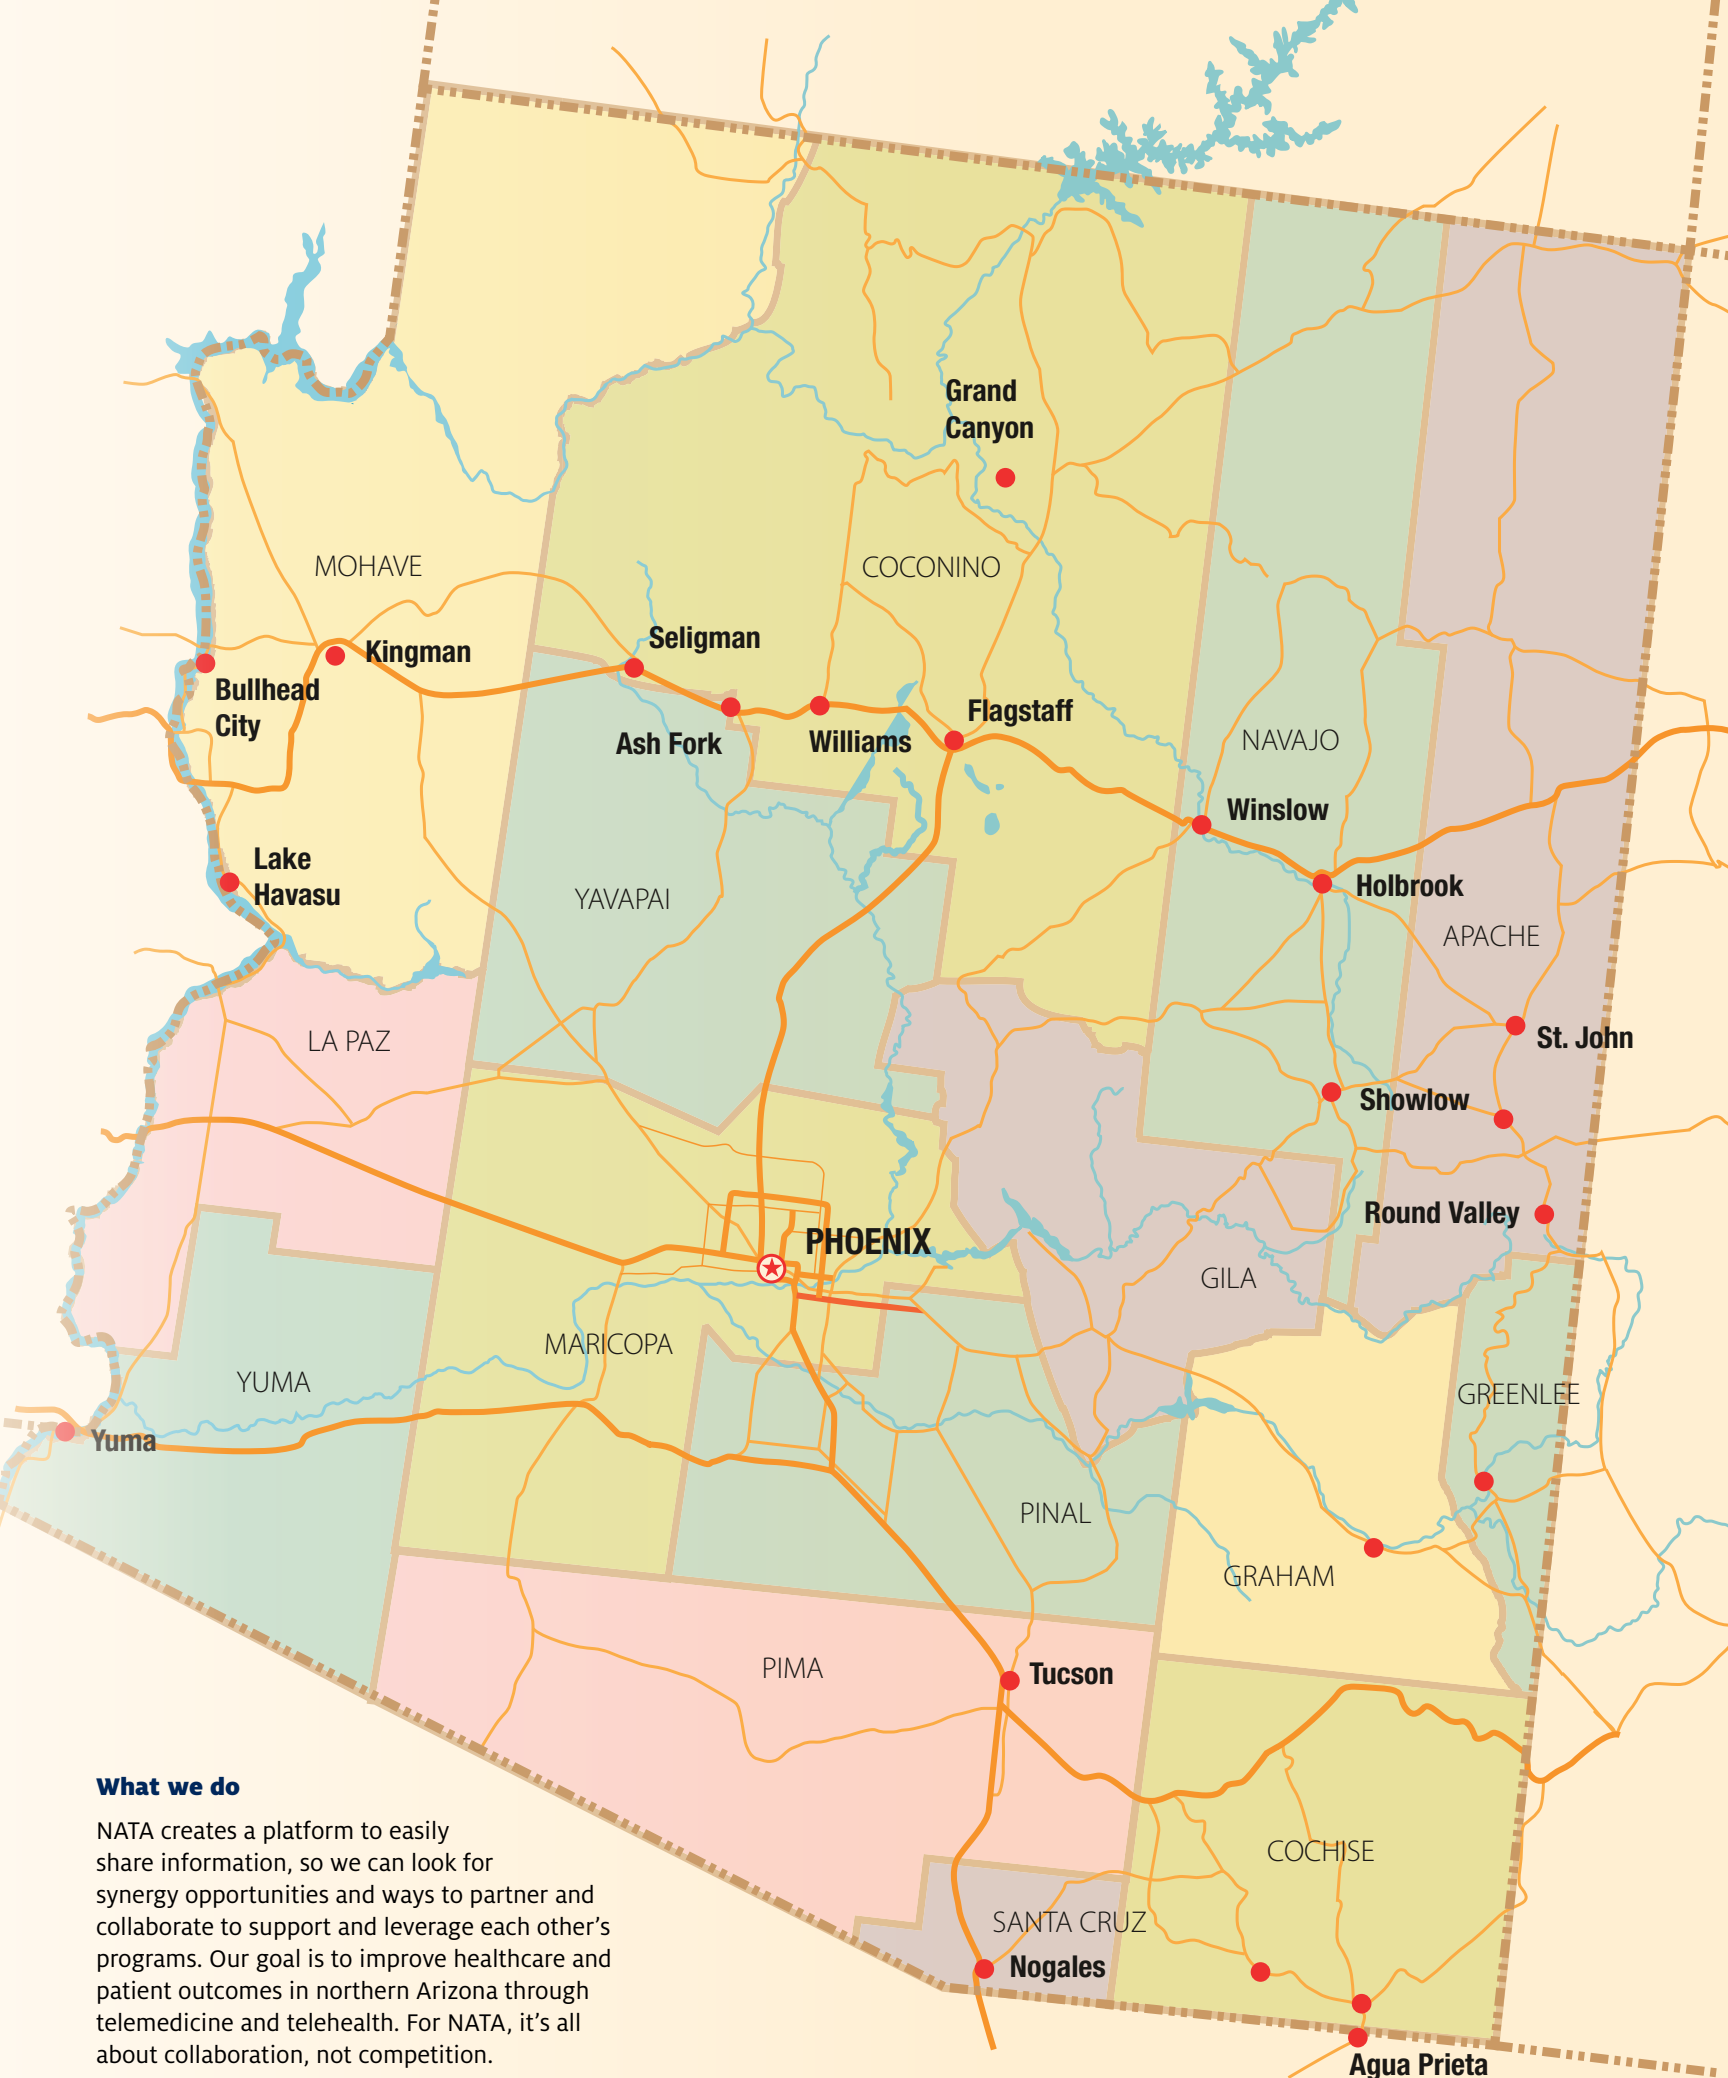 Grand
Canyon
MOHAVE
COCONINO
Seligman
Kingman
Bullhead
City
Flagstaff
Ash Fork
Williams
NAVAJO
Winslow
Lake
Havasu
Holbrook
YAVAPAI
APACHE
LA PAZ
St. John
Showlow
Round Valley
PHOENIX
GILA
MARICOPA
YUMA
GREENLEE
Yuma
PINAL
GRAHAM
PIMA
Tucson
COCHISE
SANTA CRUZ
Nogales
Agua Prieta
What we do
NATA creates a platform to easily
share information, so we can look for
synergy opportunities and ways to partner and
collaborate to support and leverage each other’s
programs. Our goal is to improve healthcare and
patient outcomes in northern Arizona through
telemedicine and telehealth. For NATA, it’s all
about collaboration, not competition.